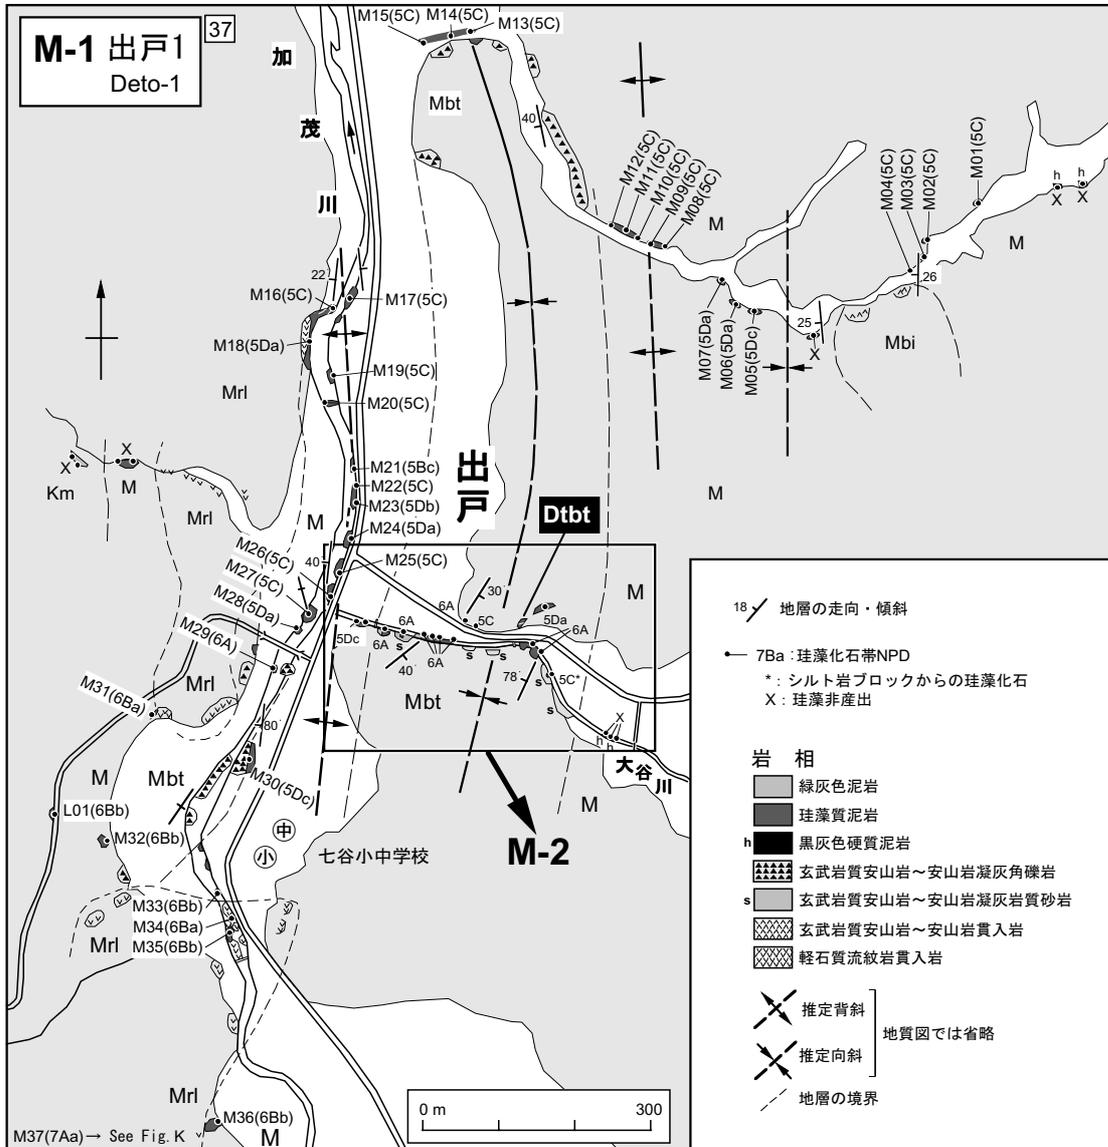 M-1 出戸1
Deto-1
37
加
茂
川
M15(5C)
M14(5C)
M13(5C)
Mbt
40
M12(5C)
M11(5C)
M10(5C)
M09(5C)
M08(5C)
M
M04(5C)
M03(5C)
M02(5C)
M01(5C)
h
X
h
X
M
26
25
X
Mbi
M07(5Da)
M06(5Da)
M05(5Dc)
22
M16(5C)
M17(5C)
M18(5Da)
Mrl
M19(5C)
M20(5C)
X
X
Km
M
Mrl
M
M21(5Bc)
M22(5C)
M23(5Db)
M24(5Da)
出戸
Dtbt
M
M26(5C)
M27(5C)
M28(5Da)
M29(6A)
40
M25(5C)
30
6A
5C
M
5Da
6A
5Dc
6A
6A
s
40
6A
s
s
78
s
5C*
s
Mbt
X
h
h
大谷川
M
M-2
M31(6Ba)
Mrl
80
M30(5Dc)
M
Mbt
L01(6Bb)
M32(6Bb)
中
小
七谷小中学校
M33(6Bb)
M34(6Ba)
M35(6Bb)
Mrl
Mrl
M36(6Bb)
M
M37(7Aa)→ See Fig. K
0 m 300
18 地層の走向・傾斜
7Ba : 珪藻化石帯NPD
* : シルト岩ブロックからの珪藻化石
X : 珪藻非産出
岩 相
緑灰色泥岩
珪藻質泥岩
h 黒灰色硬質泥岩
玄武岩質安山岩～安山岩凝灰角礫岩
s 玄武岩質安山岩～安山岩凝灰岩質砂岩
玄武岩質安山岩～安山岩貫入岩
軽石質流紋岩貫入岩
推定背斜
地質図では省略
推定向斜
地層の境界